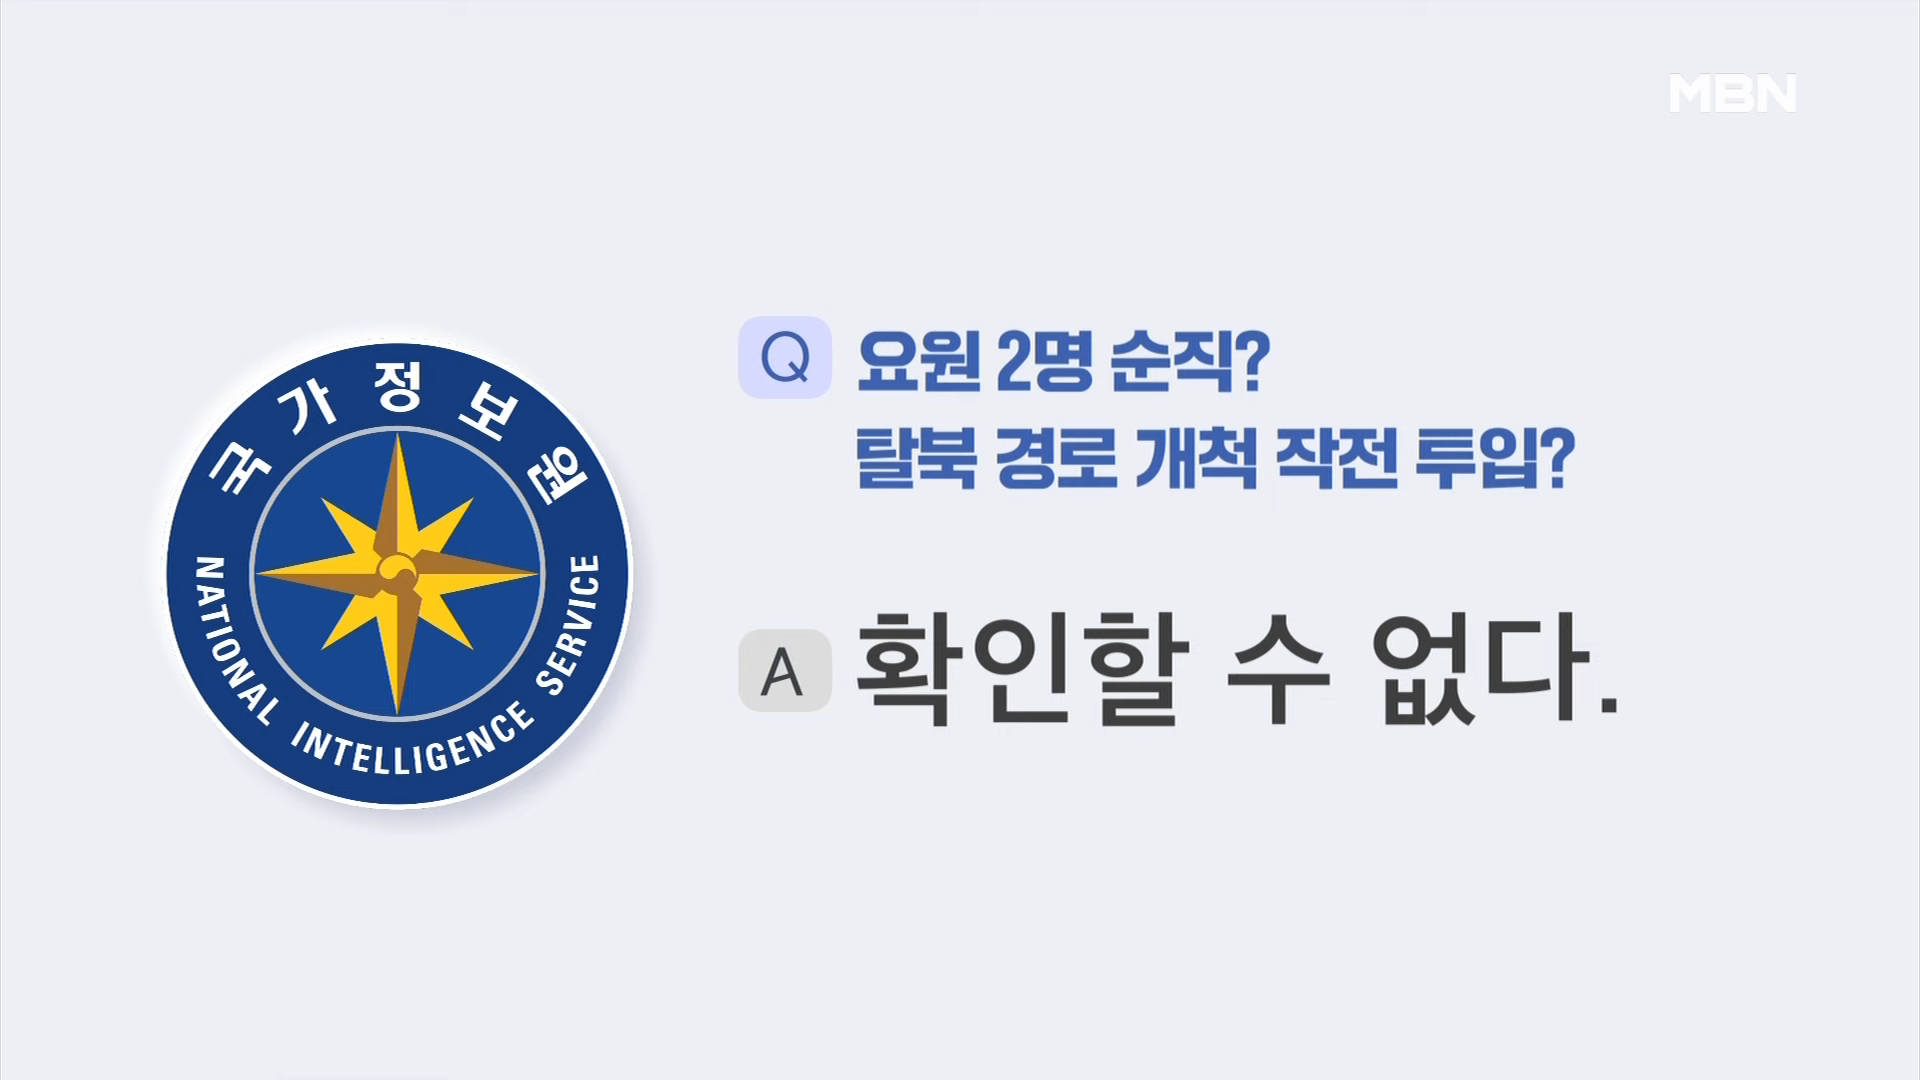 MBN
국가정보원
NATIONAL INTELLIGENCE SERVICE
Q 요원 2명 순직?
탈북 경로 개척 작전 투입?
A 확인할 수 없다.